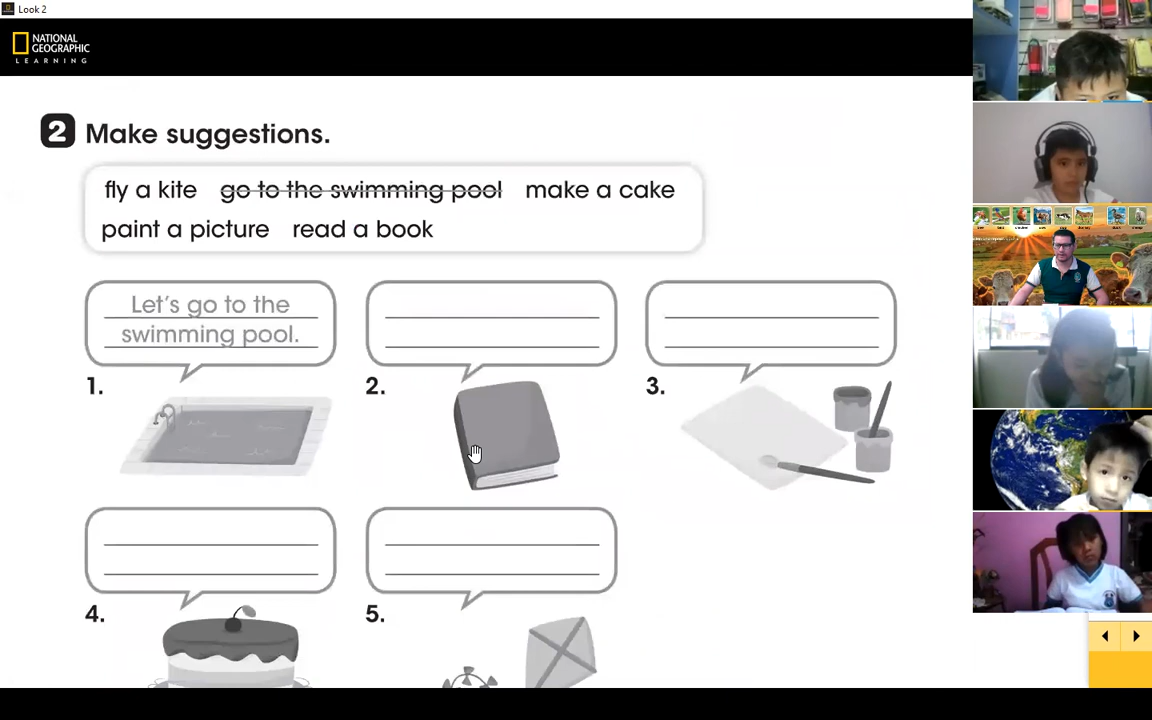 Look 2
NATIONAL
GEOGRAPHIC
LEARNING
2 Make suggestions.
fly a kite go to the swimming pool make a cake
paint a picture read a book
Let's go to the
swimming pool.
1.
2.
3.
4.
5.